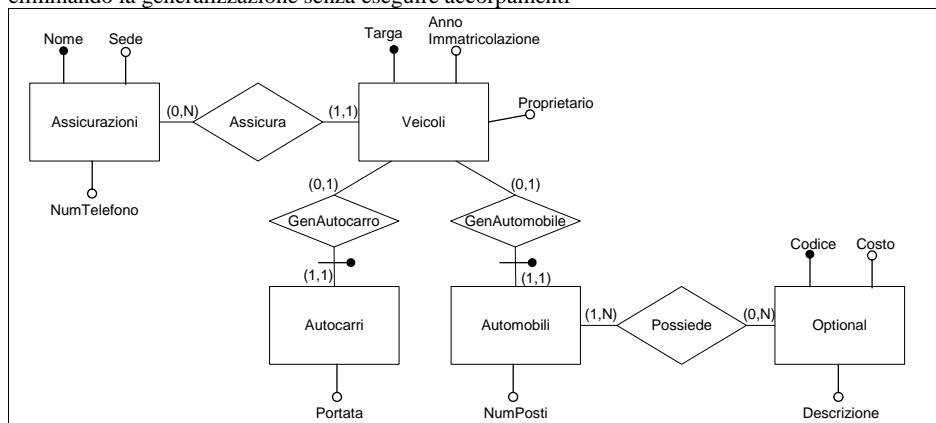 eliminando la generalizzazione senza eseguire accorpamenti
Nome
Sede
Targa
Anno
Immatricolazione
Proprietario
Assicurazioni
(0,N)
Assicura
(1,1)
Veicoli
NumTelefono
(0,1)
(0,1)
GenAutocarro
GenAutomobile
Codice
Costo
(1,1)
(1,1)
Autocarri
Automobili
(1,N)
Possiede
(0,N)
Optional
Portata
NumPosti
Descrizione